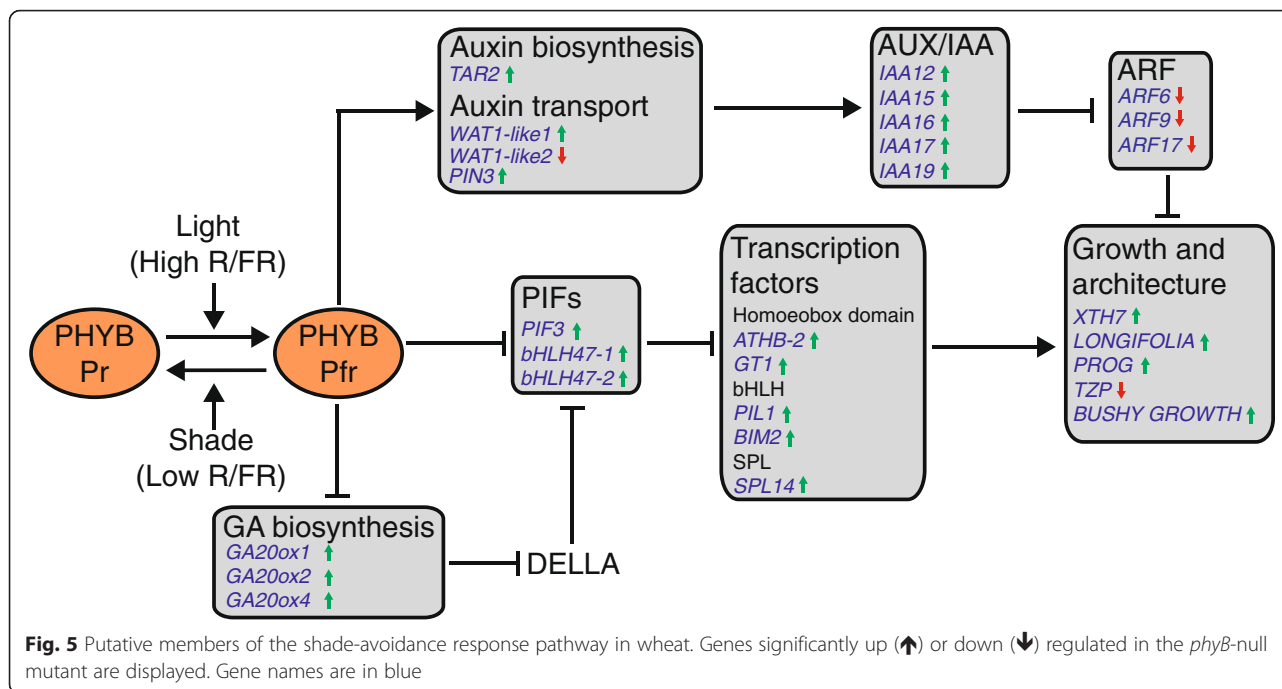 Auxin biosynthesis
TAR2
Auxin transport
WAT1-like1
WAT1-like2
PIN3
AUX/IAA
IAA12
IAA15
IAA16
IAA17
IAA19
ARF
ARF6
ARF9
ARF17
Light
(High R/FR)
PHYB
Pr
PHYB
Pfr
Shade
(Low R/FR)
PIFs
PIF3
bHLH47-1
bHLH47-2
Transcription
factors
Homoeobox domain
ATHB-2
GT1
bHLH
PIL1
BIM2
SPL
SPL14
Growth and
architecture
XTH7
LONGIFOLIA
PROG
TZP
BUSHY GROWTH
GA biosynthesis
GA20ox1
GA20ox2
GA20ox4
DELLA
Fig. 5 Putative members of the shade-avoidance response pathway in wheat. Genes significantly up (↑) or down (↓) regulated in the phyB-null
mutant are displayed. Gene names are in blue